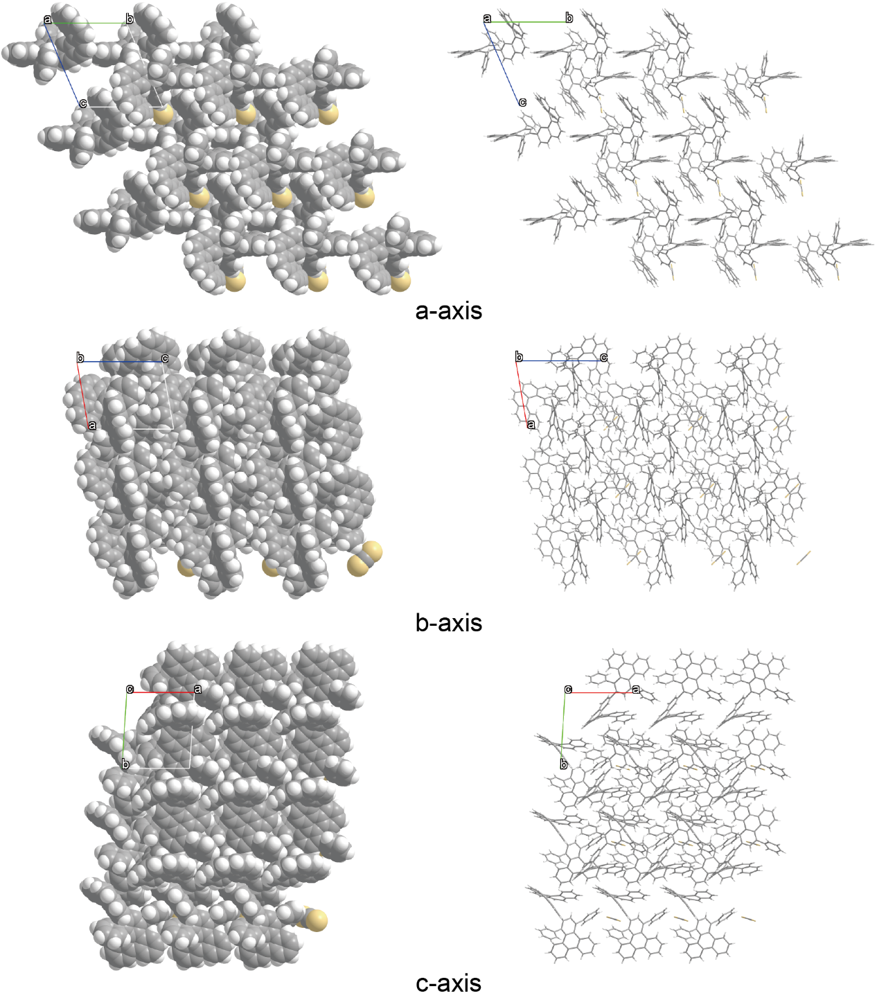 a b a b
c c
a-axis
b c b c
a a
b-axis
c a c a
b b
c-axis